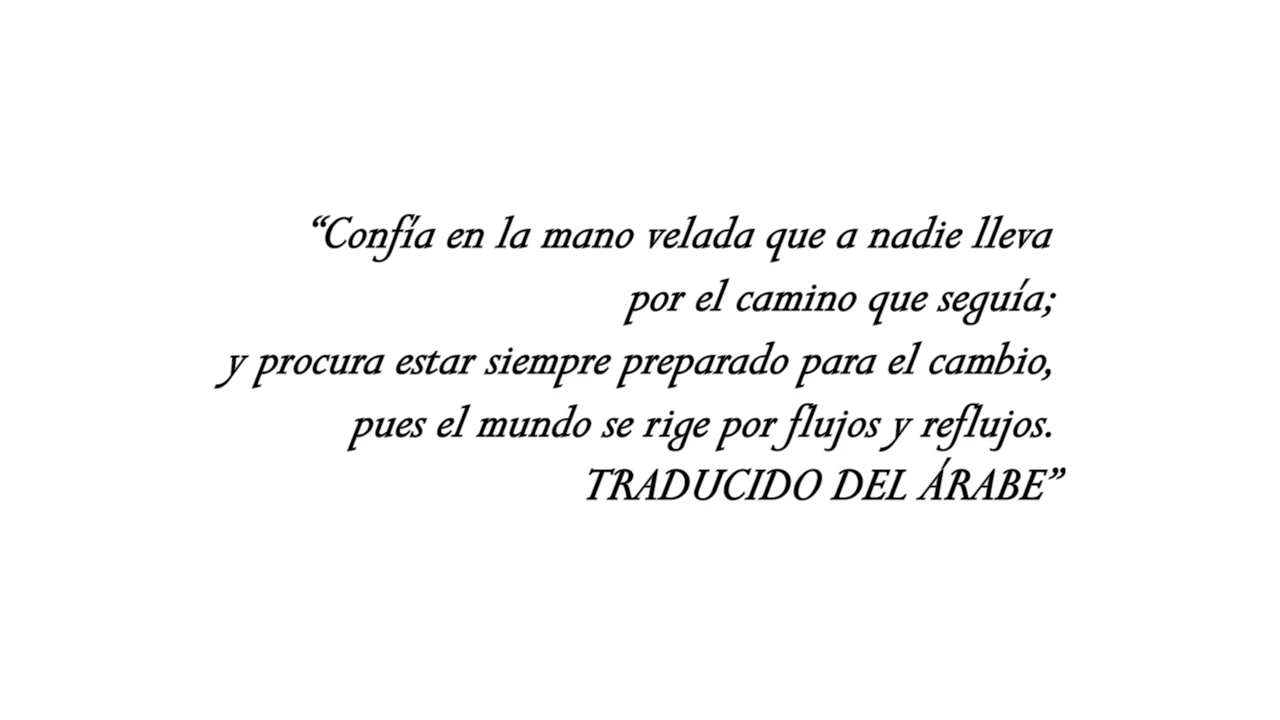 “Confía en la mano velada que a nadie lleva
por el camino que seguía;
y procura estar siempre preparado para el cambio,
pues el mundo se rige por flujos y reflujos.
TRADUCIDO DEL ÁRABE”